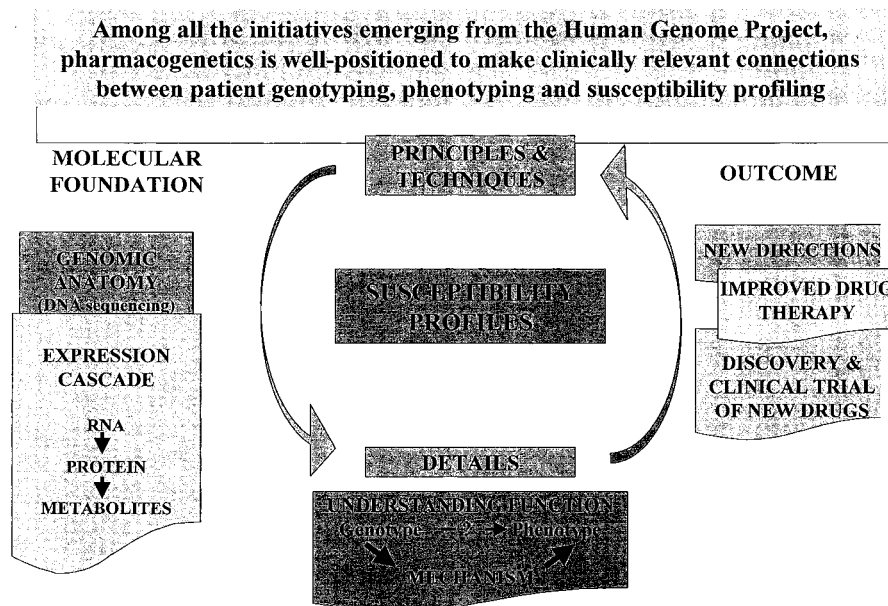 Among all the initiatives emerging from the Human Genome Project,
pharmacogenetics is well-positioned to make clinically relevant connections
between patient genotyping, phenotyping and susceptibility profiling
MOLECULAR
FOUNDATION
PRINCIPLES &
TECHNIQUES
OUTCOME
GENOMIC
ANATOMY
(DNA sequencing)
EXPRESSION
CASCADE
RNA
PROTEIN
METABOLITES
SUSCEPTIBILITY
PROFILES
NEW DIRECTIONS
IMPROVED DRUG
THERAPY
DISCOVERY &
CLINICAL TRIAL
OF NEW DRUGS
DETAILS
UNDERSTANDING FUNCTION
Genotype ? Phenotype
MECHANISM